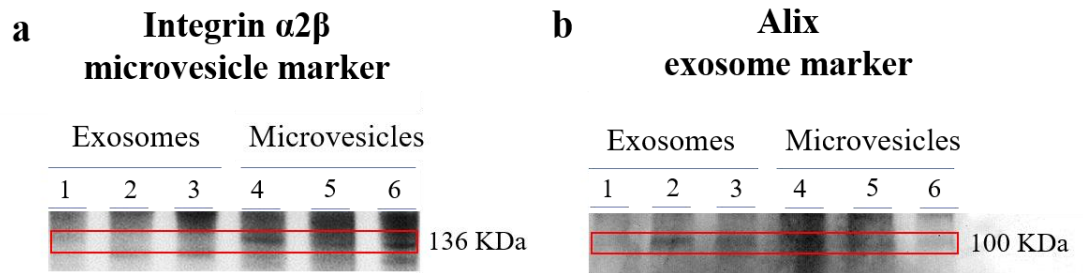 a
Integrin α2β
microvesicle marker
Exosomes Microvesicles
1 2 3 4 5 6
136 KDa
b
Alix
exosome marker
Exosomes Microvesicles
1 2 3 4 5 6
100 KDa